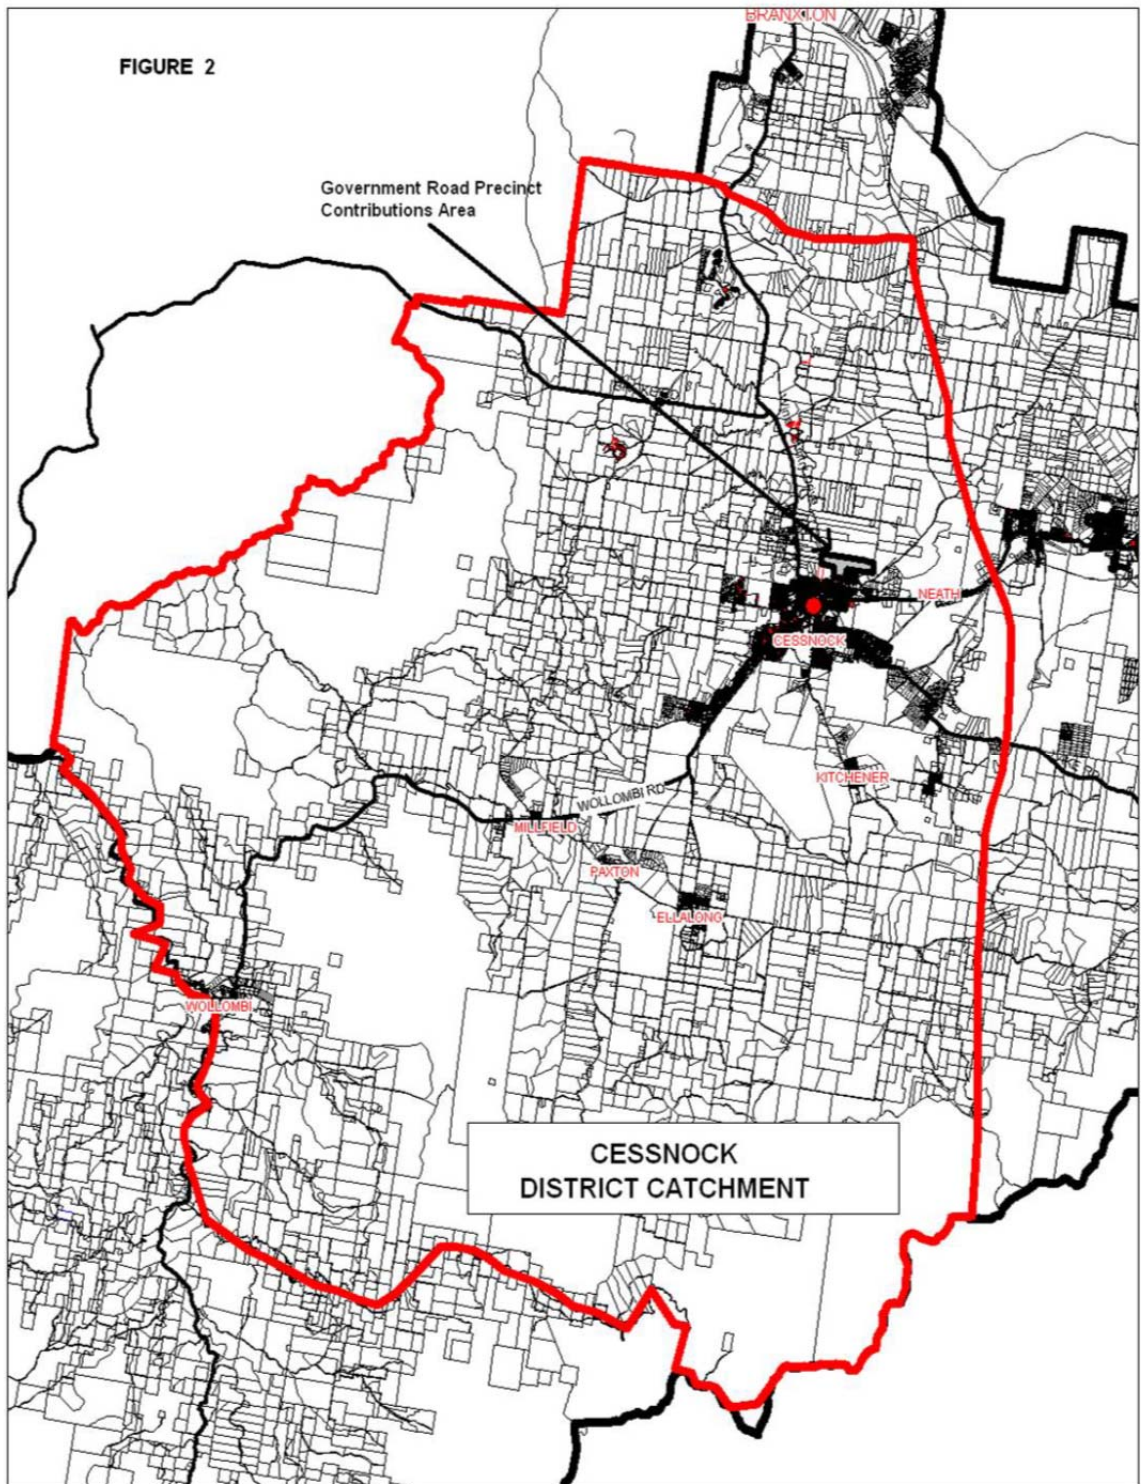 BRANXTON
FIGURE 2
Government Road Precinct
Contributions Area
NEATH
CESSNOCK
KITCHENER
WOLLOMBI RD
MILLFIELD
PAXTON
ELLALONG
WOLLOMBI
CESSNOCK
DISTRICT CATCHMENT